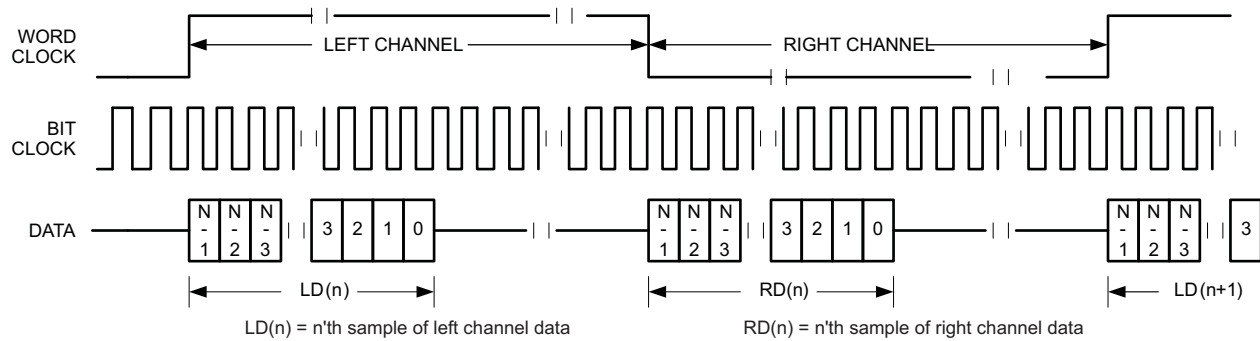 WORD
CLOCK
LEFT CHANNEL
RIGHT CHANNEL
BIT
CLOCK
DATA
N-1 N-2 N-3 3 2 1 0 N-1 N-2 N-3 3 2 1 0 N-1 N-2 N-3 3
LD(n) RD(n) LD(n+1)
LD(n) = n'th sample of left channel data
RD(n) = n'th sample of right channel data